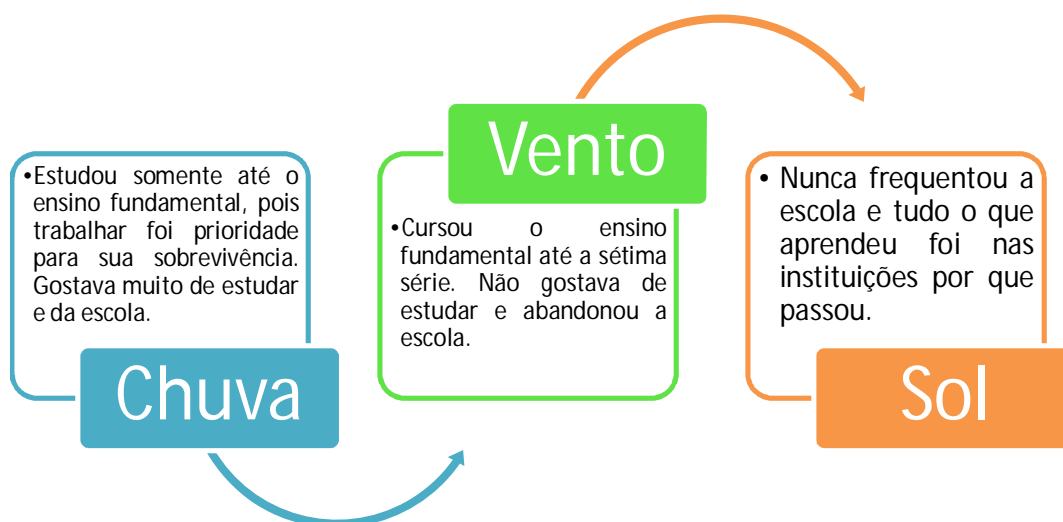 •Estudou somente até o
ensino fundamental, pois
trabalhar foi prioridade
para sua sobrevivência.
Gostava muito de estudar
e da escola.
Chuva
Vento
•Cursou o ensino
fundamental até a sétima
série. Não gostava de
estudar e abandonou a
escola.
• Nunca frequentou a
escola e tudo o que
aprendeu foi nas
instituições por que
passou.
Sol